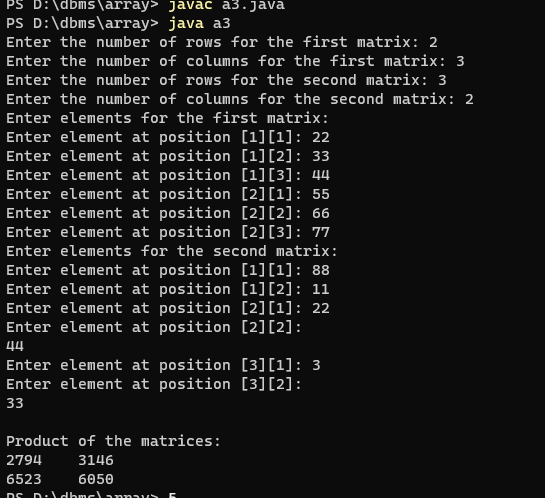 PS D:\dbms\array> javac a3.java
PS D:\dbms\array> java a3
Enter the number of rows for the first matrix: 2
Enter the number of columns for the first matrix: 3
Enter the number of rows for the second matrix: 3
Enter the number of columns for the second matrix: 2
Enter elements for the first matrix:
Enter element at position [1][1]: 22
Enter element at position [1][2]: 33
Enter element at position [1][3]: 44
Enter element at position [2][1]: 55
Enter element at position [2][2]: 66
Enter element at position [2][3]: 77
Enter elements for the second matrix:
Enter element at position [1][1]: 88
Enter element at position [1][2]: 11
Enter element at position [2][1]: 22
Enter element at position [2][2]:
44
Enter element at position [3][1]: 3
Enter element at position [3][2]:
33
Product of the matrices:
2794 3146
6523 6050
PS D:\dbms\array>